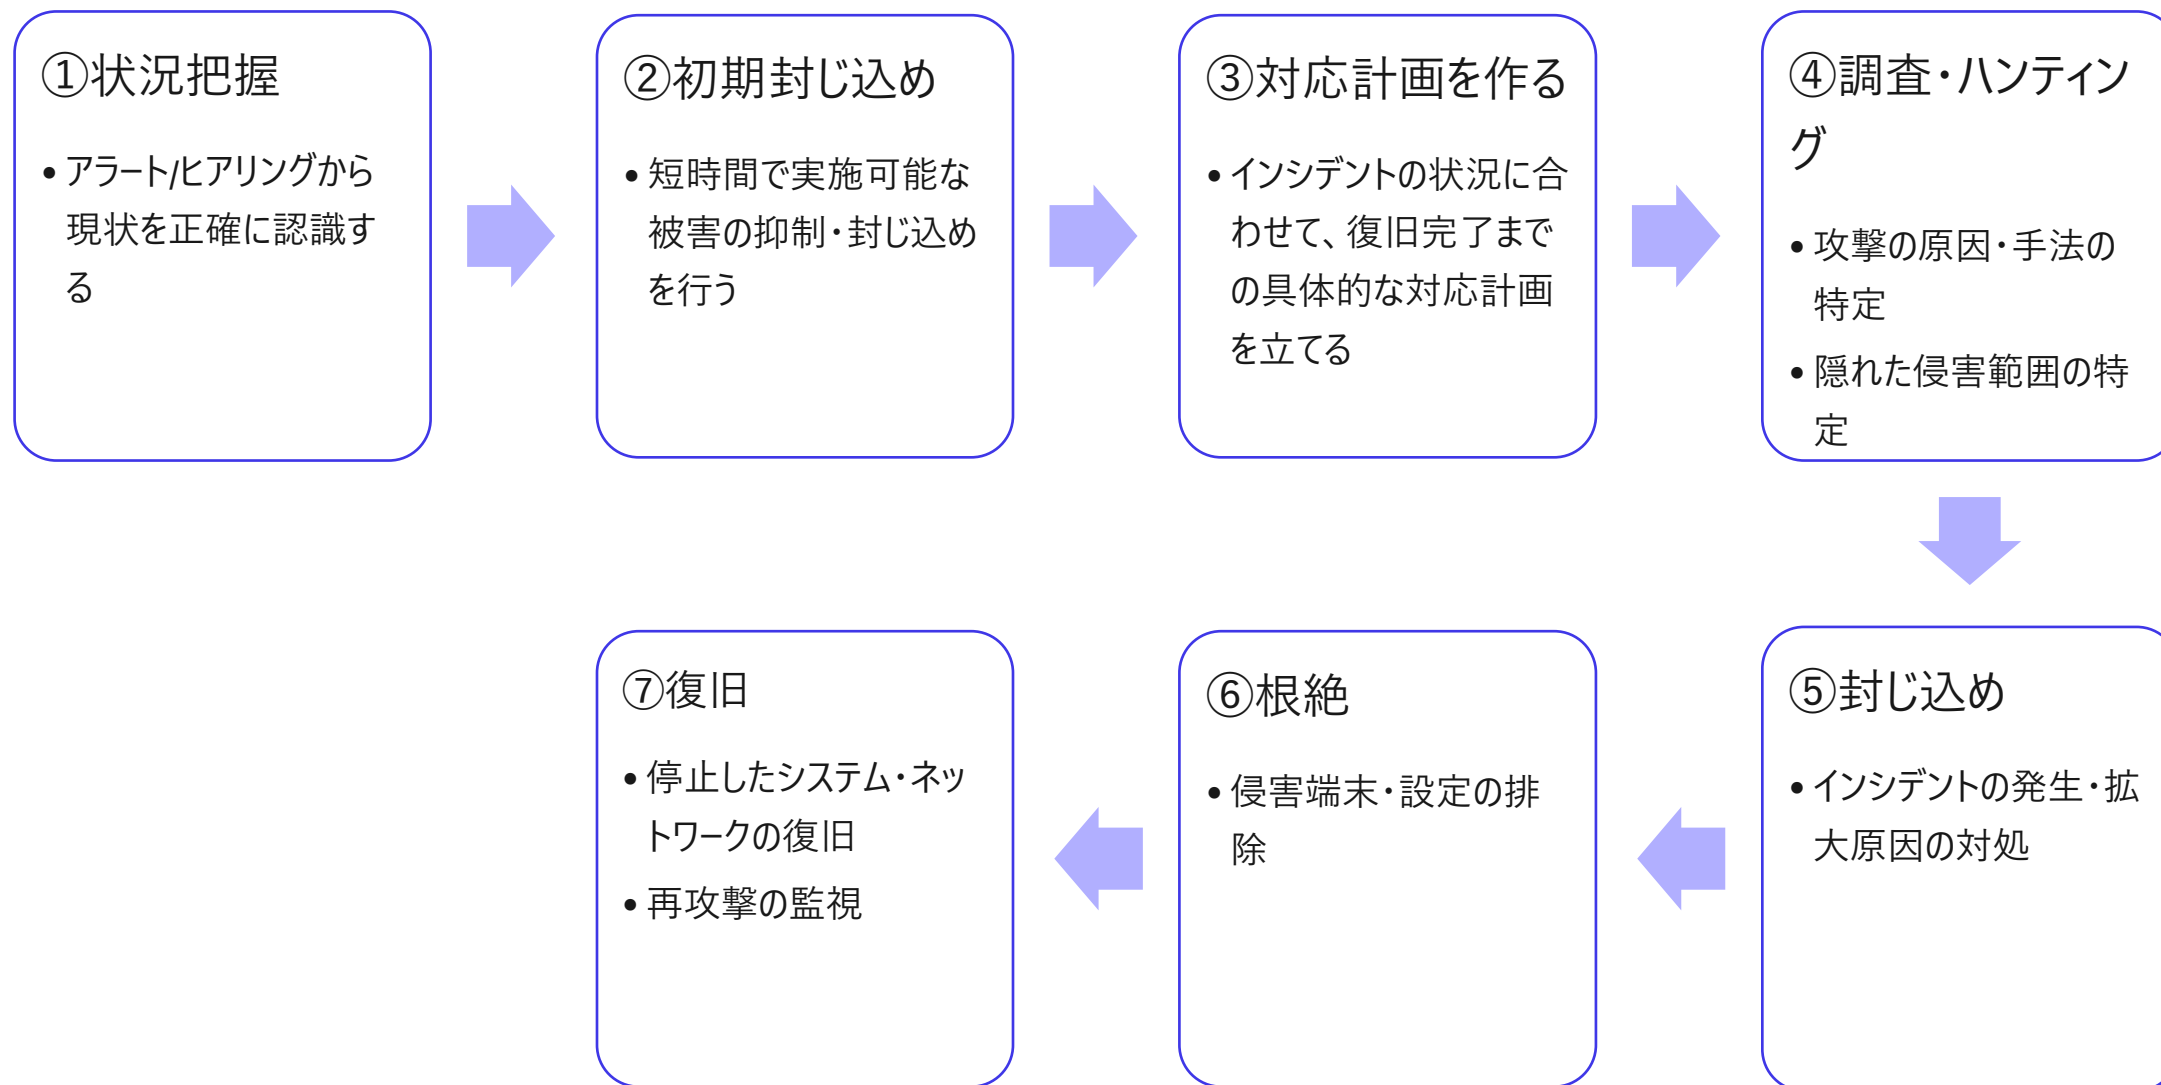 ①状況把握
• アラート/ヒアリングから
現状を正確に認識す
る
②初期封じ込め
• 短時間で実施可能な
被害の抑制・封じ込め
を行う
③対応計画を作る
• インシデントの状況に合
わせて、復旧完了まで
の具体的な対応計画
を立てる
④調査・ハンティン
グ
• 攻撃の原因・手法の
特定
• 隠れた侵害範囲の特
定
⑤封じ込め
• インシデントの発生・拡
大原因の対処
⑥根絶
• 侵害端末・設定の排
除
⑦復旧
• 停止したシステム・ネッ
トワークの復旧
• 再攻撃の監視